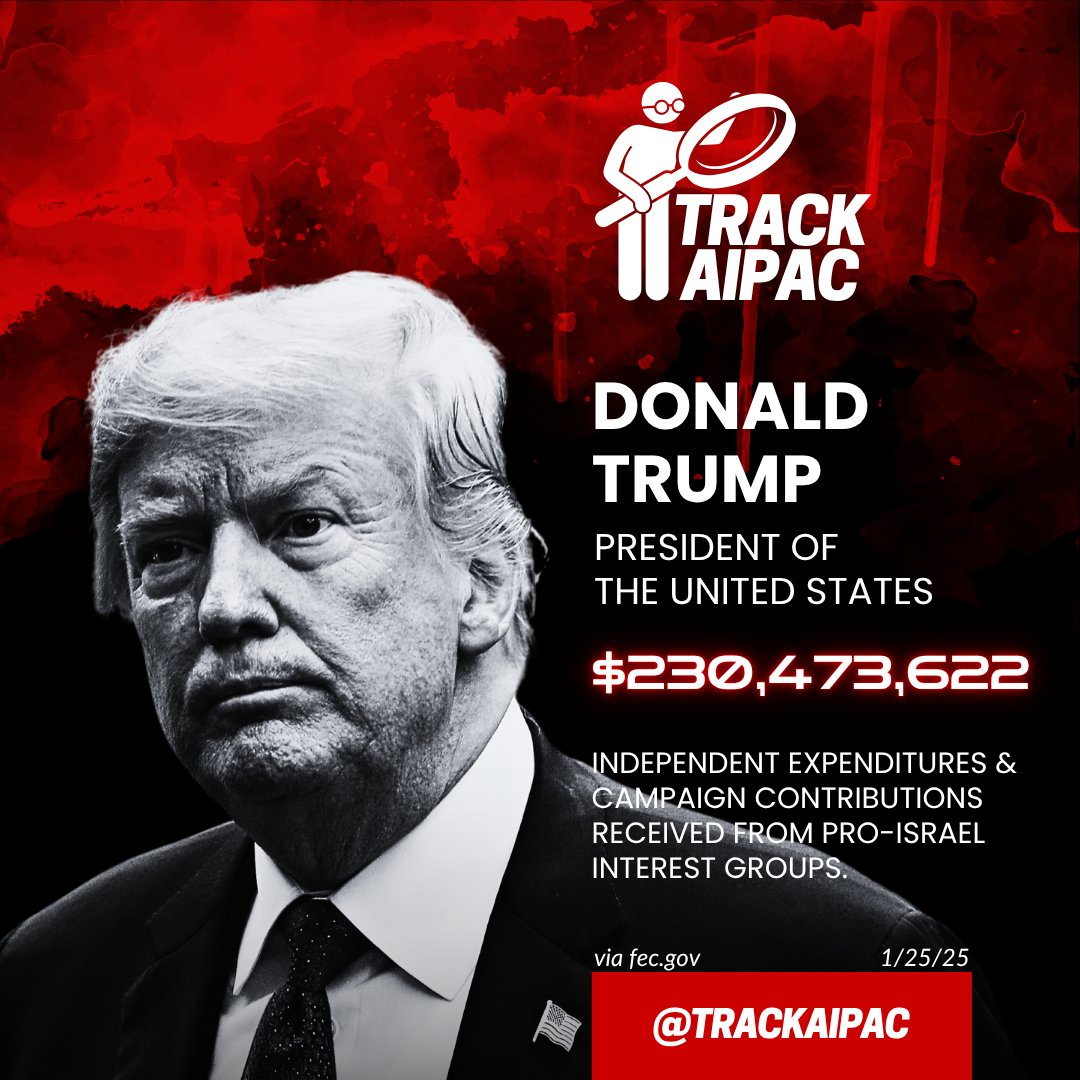 TRACK
AIPAC
DONALD
TRUMP
PRESIDENT OF
THE UNITED STATES
$230,473,622
INDEPENDENT EXPENDITURES &
CAMPAIGN CONTRIBUTIONS
RECEIVED FROM PRO-ISRAEL
INTEREST GROUPS.
via fec.gov 1/25/25
@TRACKAIPAC